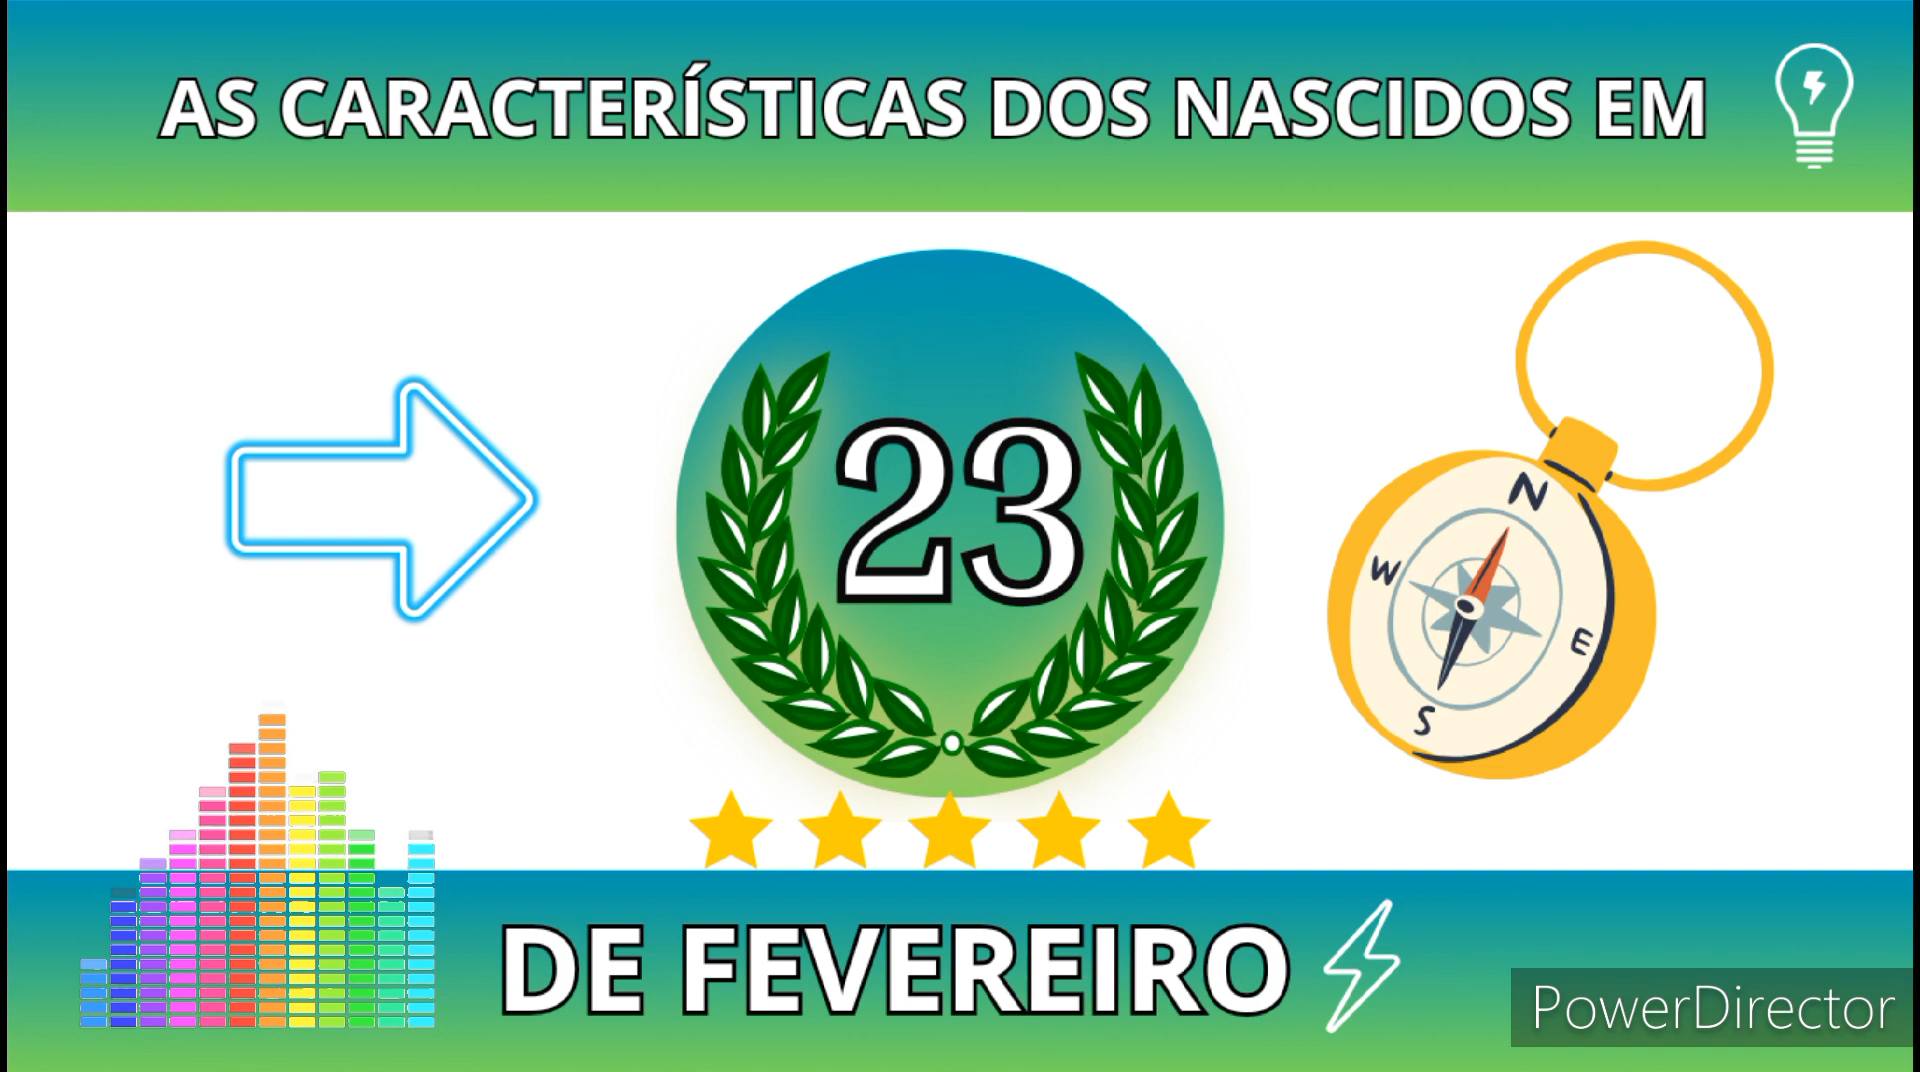 AS CARACTERÍSTICAS DOS NASCIDOS EM
23
N
W
E
S
DE FEVEREIRO
PowerDirector